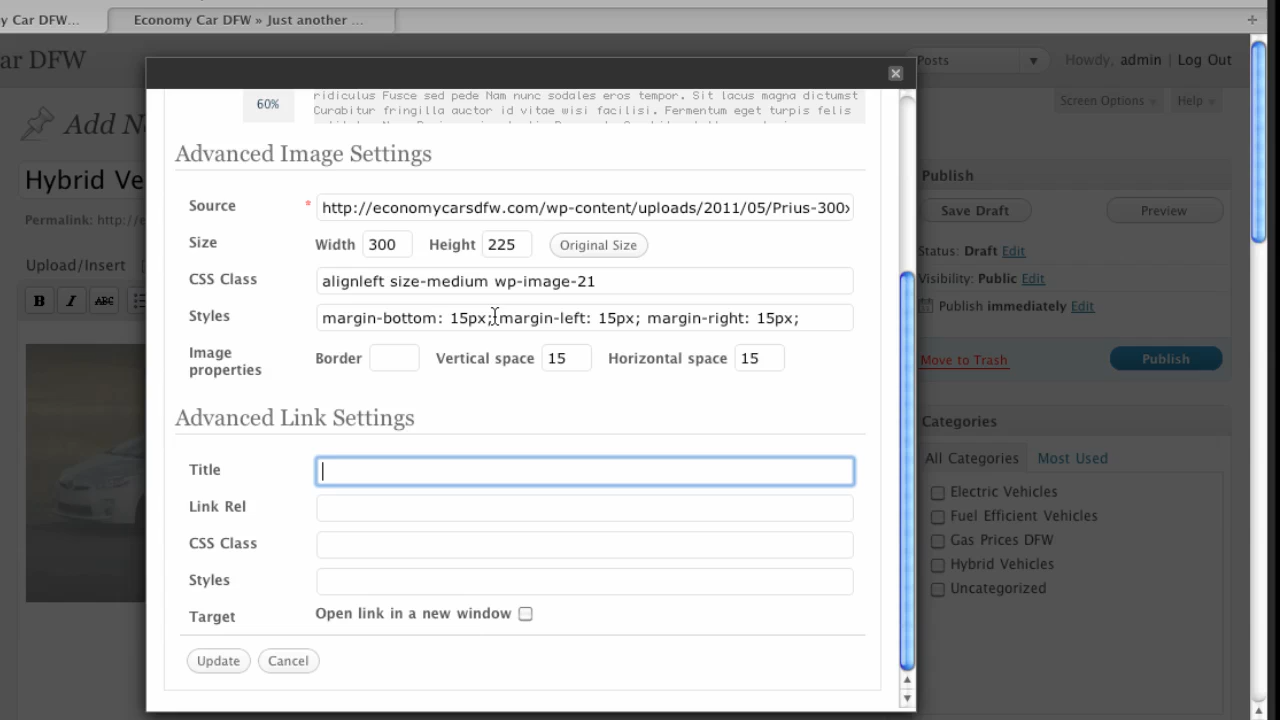 y Car DFW...
Economy Car DFW » Just another ...
ar DFW
Posts
Howdy, admin | Log Out
Screen Options
Help
Add N
60%
ridiculus Fusce sed pede Nam nunc sodales eros tempor. Sit lacus magna dictumst
Curabitur fringilla auctor id vitae wisi facilisi. Fermentum eget turpis felis
Advanced Image Settings
Hybrid Ve
Permalink: http://e
Source * http://economycarsdfw.com/wp-content/uploads/2011/05/Prius-300x
Size Width 300 Height 225 Original Size
Upload/Insert
CSS Class alignleft size-medium wp-image-21
B I ABC
Styles margin-bottom: 15px; margin-left: 15px; margin-right: 15px;
Image properties Border Vertical space 15 Horizontal space 15
Advanced Link Settings
Title
Link Rel
CSS Class
Styles
Target Open link in a new window
Update Cancel
Publish
Save Draft Preview
Status: Draft Edit
Visibility: Public Edit
Publish immediately Edit
Move to Trash Publish
Categories
All Categories Most Used
Electric Vehicles
Fuel Efficient Vehicles
Gas Prices DFW
Hybrid Vehicles
Uncategorized